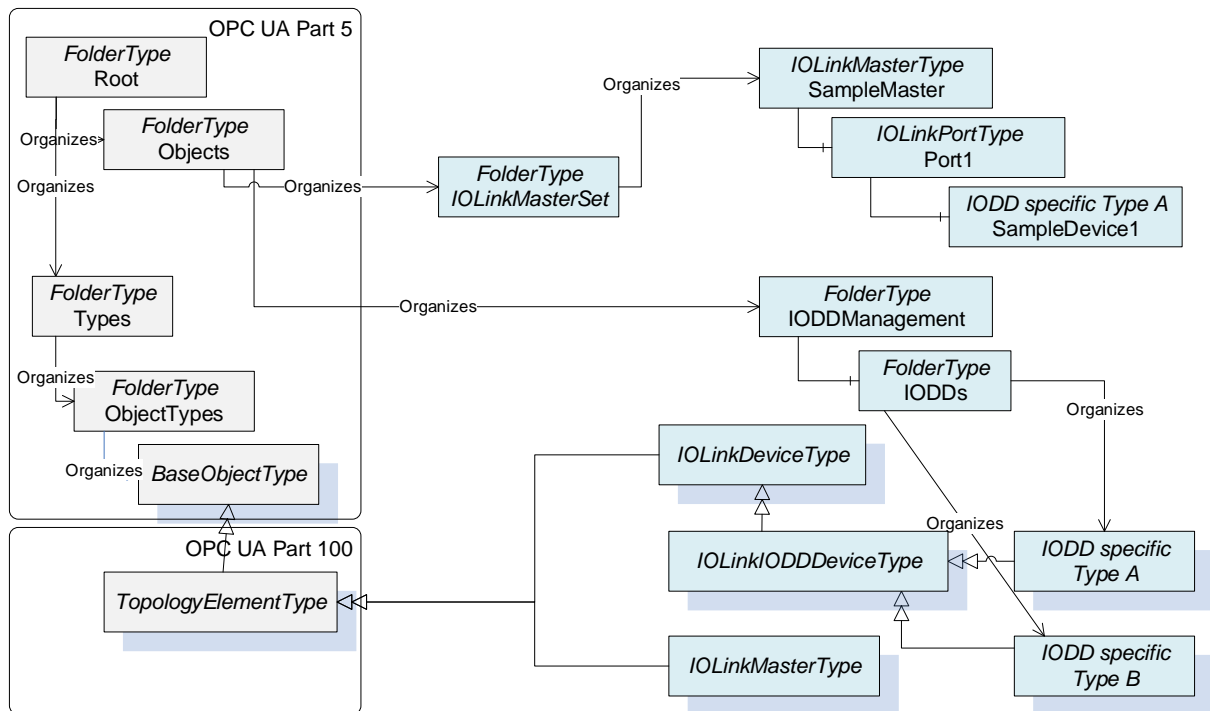 OPC UA Part 5
FolderType
Root
Organizes
FolderType
Objects
Organizes
Organizes
FolderType
IOLinkMasterSet
Organizes
IOLinkMasterType
SampleMaster
IOLinkPortType
Port1
IODD specific Type A
SampleDevice1
FolderType
Types
Organizes
FolderType
IODDManagement
Organizes
FolderType
ObjectTypes
FolderType
IODDs
Organizes
Organizes
BaseObjectType
IOLinkDeviceType
Organizes
OPC UA Part 100
IOLinkIODDDeviceType
IODD specific
Type A
TopologyElementType
IOLinkMasterType
IODD specific
Type B